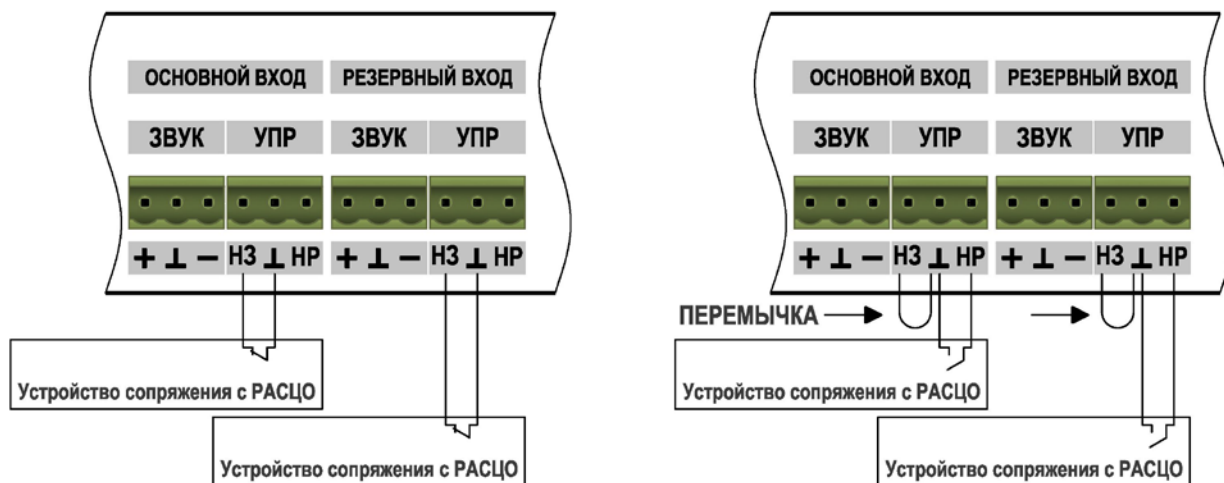 ОСНОВНОЙ ВХОД РЕЗЕРВНЫЙ ВХОД
ЗВУК УПР ЗВУК УПР
+ ⊥ − НЗ ⊥ НР + ⊥ − НЗ ⊥ НР
Устройство сопряжения с РАСЦО
Устройство сопряжения с РАСЦО
ОСНОВНОЙ ВХОД РЕЗЕРВНЫЙ ВХОД
ЗВУК УПР ЗВУК УПР
+ ⊥ − НЗ ⊥ НР + ⊥ − НЗ ⊥ НР
ПЕРЕМЫЧКА
Устройство сопряжения с РАСЦО
Устройство сопряжения с РАСЦО